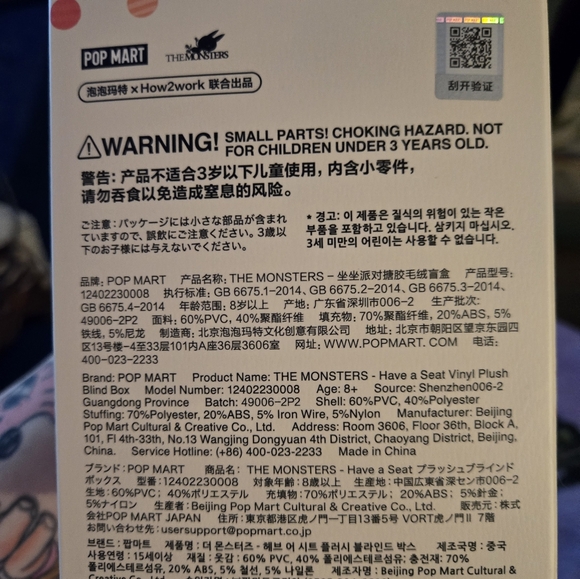 POP MART
THE MONSTERS
泡泡玛特 × How2work 联合出品
刮开验证
WARNING! SMALL PARTS! CHOKING HAZARD. NOT
FOR CHILDREN UNDER 3 YEARS OLD.
警告: 产品不适合3岁以下儿童使用，内含小零件，
请勿吞食以免造成窒息的风险。
ご注意：パッケージには小さな部品が含まれ
ていますので、誤飲にご注意ください。3歳以
下のお子様には与えないでください。
* 경고: 이 제품은 질식의 위험이 있는 작은
부품을 포함하고 있습니다. 삼키지 마십시오.
3세 미만의 어린이는 사용할 수 없습니다.
品牌: POP MART 产品名称: THE MONSTERS - 坐坐派对搪胶毛绒盲盒 产品型号:
12402230008 执行标准: GB 6675.1-2014、GB 6675.2-2014、GB 6675.3-2014、
GB 6675.4-2014 年龄范围: 8岁以上 产地: 广东省深圳市006-2 生产批次:
49006-2P2 面料: 60%PVC, 40%聚酯纤维 填充物: 70%聚酯纤维, 20%ABS, 5%
铁线, 5%尼龙 制造商: 北京泡泡玛特文化创意有限公司 地址: 北京市朝阳区望京东园四
区13号楼-4至33层101内A座36层3606室 网址: WWW.POPMART.COM 电话:
400-023-2233
Brand: POP MART Product Name: THE MONSTERS - Have a Seat Vinyl Plush
Blind Box Model Number: 12402230008 Age: 8+ Source: Shenzhen006-2
Guangdong Province Batch: 49006-2P2 Shell: 60%PVC, 40%Polyester
Stuffing: 70%Polyester, 20%ABS, 5% Iron Wire, 5%Nylon Manufacturer: Beijing
Pop Mart Cultural & Creative Co., Ltd. Address: Room 3606, Floor 36th, Block A,
101, Fl 4th-33th, No.13 Wangjing Dongyuan 4th District, Chaoyang District, Beijing,
China. Service Hotline: (+86) 400-023-2233 Made in China
ブランド: POP MART 商品名: THE MONSTERS - Have a Seat プラッシュブラインド
ボックス 型番: 12402230008 対象年齢: 8歳以上 生産地: 中国広東省深セン市006-2
生地: 60%PVC; 40%ポリエステル 充填物: 70%ポリエステル; 20%ABS; 5%針金;
5%ナイロン 生産者: Beijing Pop Mart Cultural & Creative Co., Ltd. 販売元: 株式
会社POP MART JAPAN 住所: 東京都港区虎ノ門一丁目13番5号 VORT虎ノ門Ⅱ 7階
お問い合わせ先: usersupport@popmart.co.jp
브랜드: 팝마트 제품명: 더 몬스터즈 - 해브 어 시트 플러시 블라인드 박스 제조국: 중국
사용연령: 15세이상 재질: 옷감: 60% PVC, 40% 폴리에스테르섬유, 충전재: 70%
폴리에스테르섬유, 20% ABS, 5% 철선, 5% 나일론 제조자명: Beijing Pop Mart Cultural &
Creative Co., Ltd.